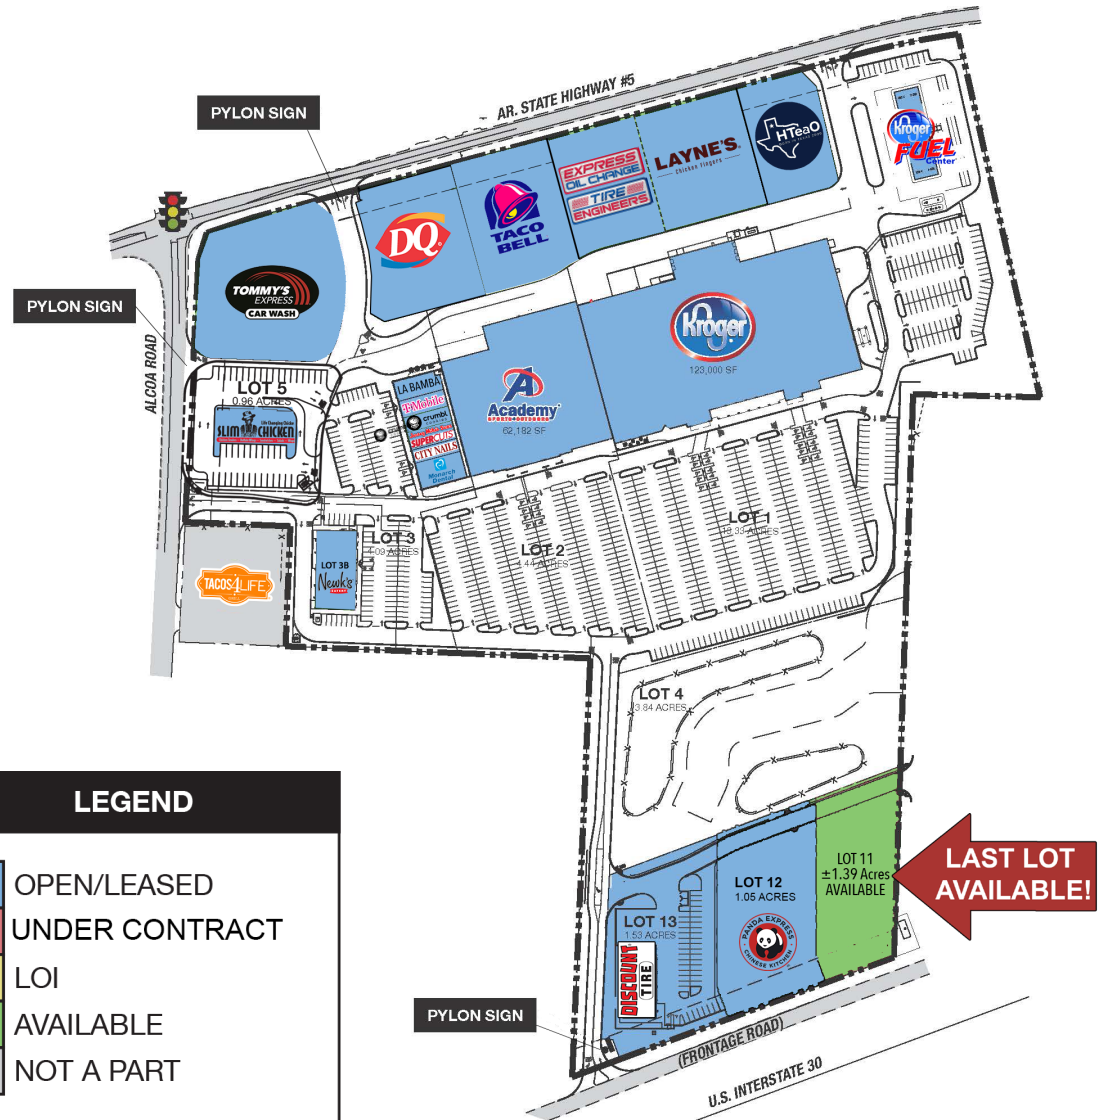 AR. STATE HIGHWAY #5
PYLON SIGN
HTeaO
Kroger
FUEL
Center
LAYNE'S
Chicken Fingers
EXPRESS
OIL CHANGE
TIRE
ENGINEERS
TACO
BELL
DQ
TOMMY'S
EXPRESS
CAR WASH
PYLON SIGN
ALCOA ROAD
Kroger
123,000 SF
Academy
SPORTS+OUTDOORS
62,182 SF
LA BAMBA
T-Mobile
crumbl
SUPERCUTS
CITY NAILS
Monarch
Dental
LOT 5
0.96 ACRES
SLIM CHICKEN
LOT 1
LOT 2
4.44 ACRES
LOT 3
LOT 3B
Newk's
EATERY
TACOS4LIFE
LOT 4
3.84 ACRES
LEGEND
OPEN/LEASED
UNDER CONTRACT
LOI
AVAILABLE
NOT A PART
LOT 11
±1.39 Acres
AVAILABLE
LAST LOT
AVAILABLE!
LOT 12
1.05 ACRES
PANDA EXPRESS
CHINESE KITCHEN
LOT 13
1.53 ACRES
DISCOUNT
TIRE
PYLON SIGN
(FRONTAGE ROAD)
U.S. INTERSTATE 30